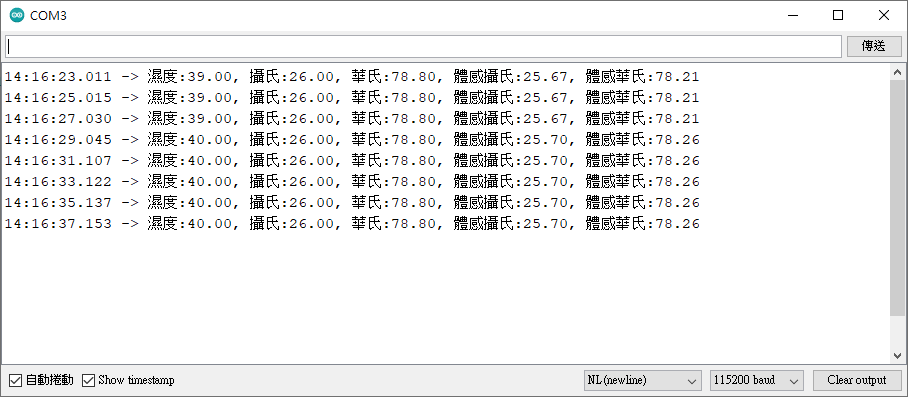 COM3
傳送
14:16:23.011 -> 濕度:39.00, 攝氏:26.00, 華氏:78.80, 體感攝氏:25.67, 體感華氏:78.21
14:16:25.015 -> 濕度:39.00, 攝氏:26.00, 華氏:78.80, 體感攝氏:25.67, 體感華氏:78.21
14:16:27.030 -> 濕度:39.00, 攝氏:26.00, 華氏:78.80, 體感攝氏:25.67, 體感華氏:78.21
14:16:29.045 -> 濕度:40.00, 攝氏:26.00, 華氏:78.80, 體感攝氏:25.70, 體感華氏:78.26
14:16:31.107 -> 濕度:40.00, 攝氏:26.00, 華氏:78.80, 體感攝氏:25.70, 體感華氏:78.26
14:16:33.122 -> 濕度:40.00, 攝氏:26.00, 華氏:78.80, 體感攝氏:25.70, 體感華氏:78.26
14:16:35.137 -> 濕度:40.00, 攝氏:26.00, 華氏:78.80, 體感攝氏:25.70, 體感華氏:78.26
14:16:37.153 -> 濕度:40.00, 攝氏:26.00, 華氏:78.80, 體感攝氏:25.70, 體感華氏:78.26
自動捲動 Show timestamp NL(newline) 115200 baud Clear output